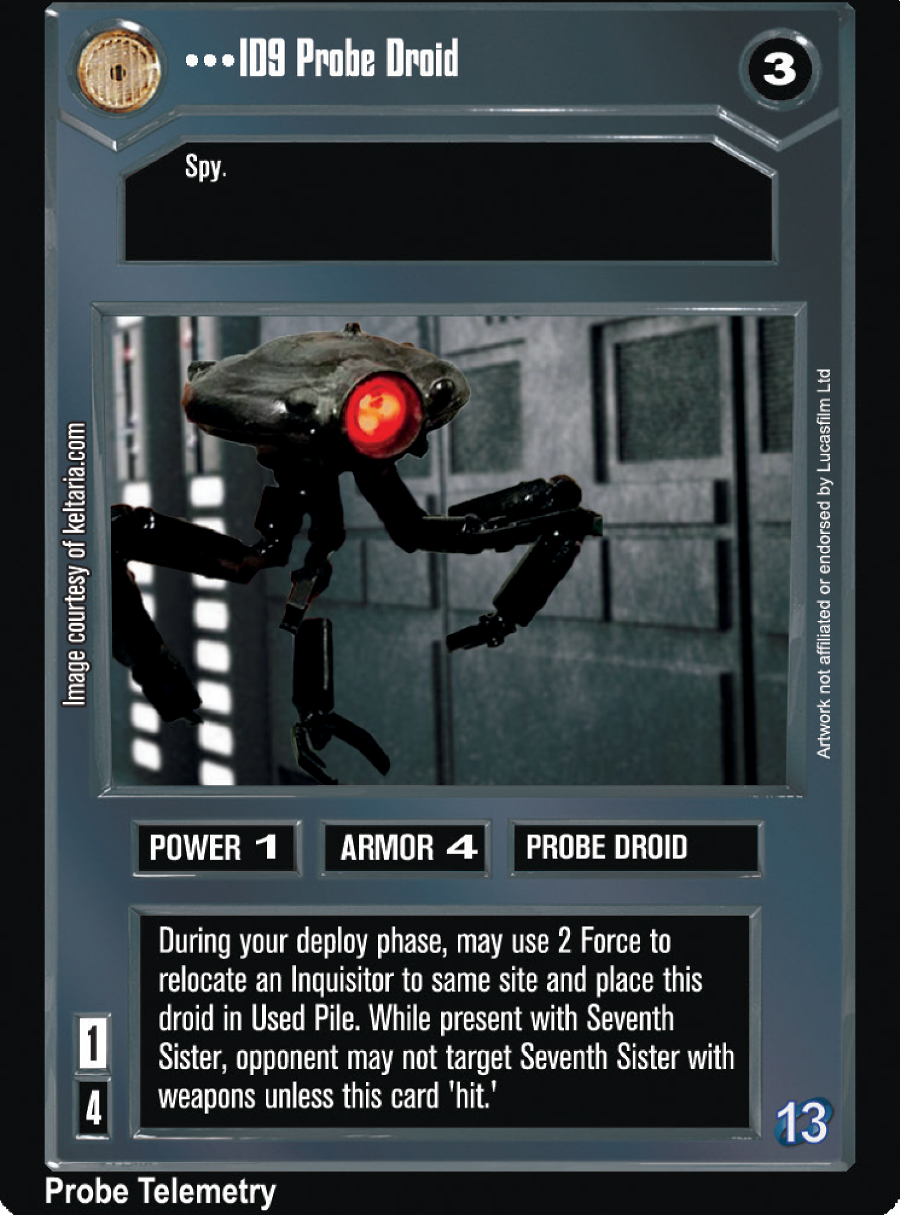 •••ID9 Probe Droid
3
Spy.
Image courtesy of keltaria.com
Artwork not affiliated or endorsed by Lucasfilm Ltd
POWER 1
ARMOR 4
PROBE DROID
During your deploy phase, may use 2 Force to
relocate an Inquisitor to same site and place this
droid in Used Pile. While present with Seventh
Sister, opponent may not target Seventh Sister with
weapons unless this card 'hit.'
1
4
13
Probe Telemetry